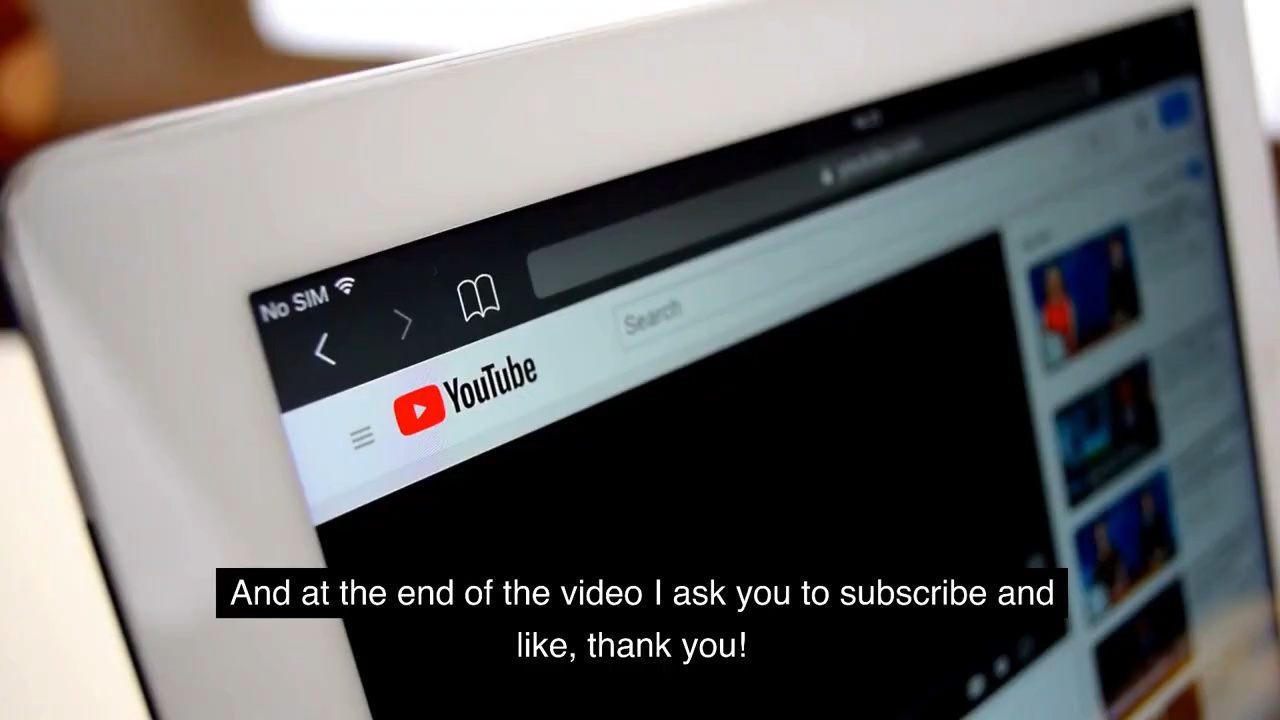 No SIM
Search
YouTube
And at the end of the video I ask you to subscribe and
like, thank you!